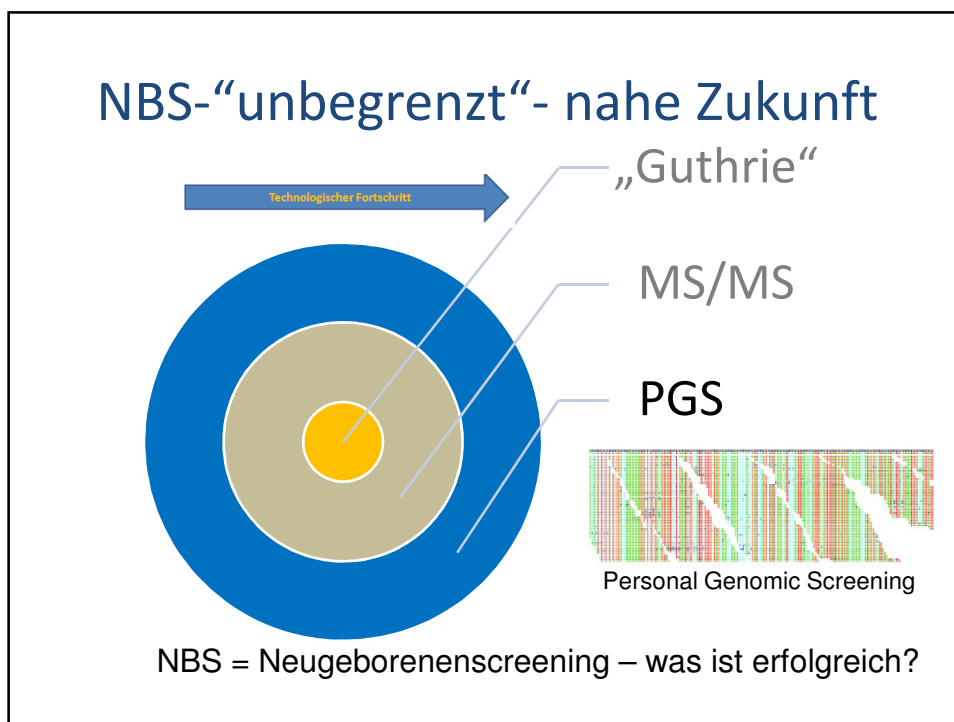 NBS-“unbegrenzt“- nahe Zukunft
„Guthrie“
Technologischer Fortschritt
MS/MS
PGS
Personal Genomic Screening
NBS = Neugeborenenscreening – was ist erfolgreich?